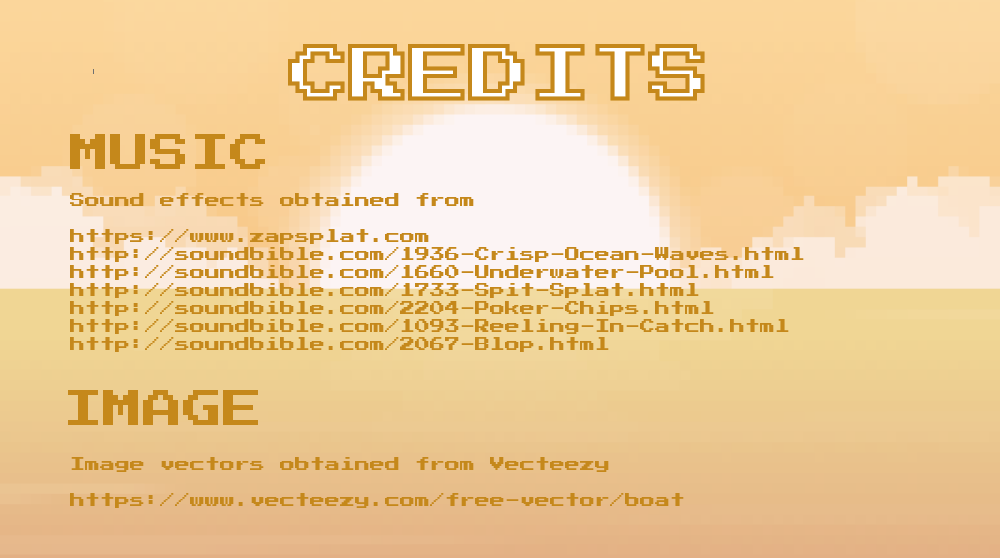 CREDITS
MUSIC
Sound effects obtained from
https://www.zapsplat.com
http://soundbible.com/1936-Crisp-Ocean-Waves.html
http://soundbible.com/1660-Underwater-Pool.html
http://soundbible.com/1733-Spit-Splat.html
http://soundbible.com/2204-Poker-Chips.html
http://soundbible.com/1093-Reeling-In-Catch.html
http://soundbible.com/2067-Blop.html
IMAGE
Image vectors obtained from Vecteezy
https://www.vecteezy.com/free-vector/boat